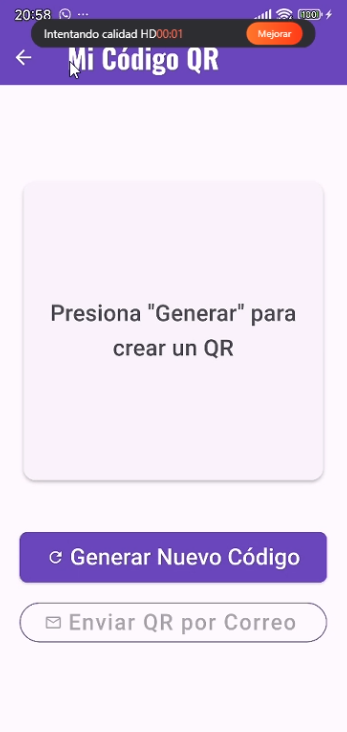 20:58 ...
Intentando calidad HD00:01
Mejorar
100
Mi Código QR
Presiona "Generar" para
crear un QR
Generar Nuevo Código
Enviar QR por Correo